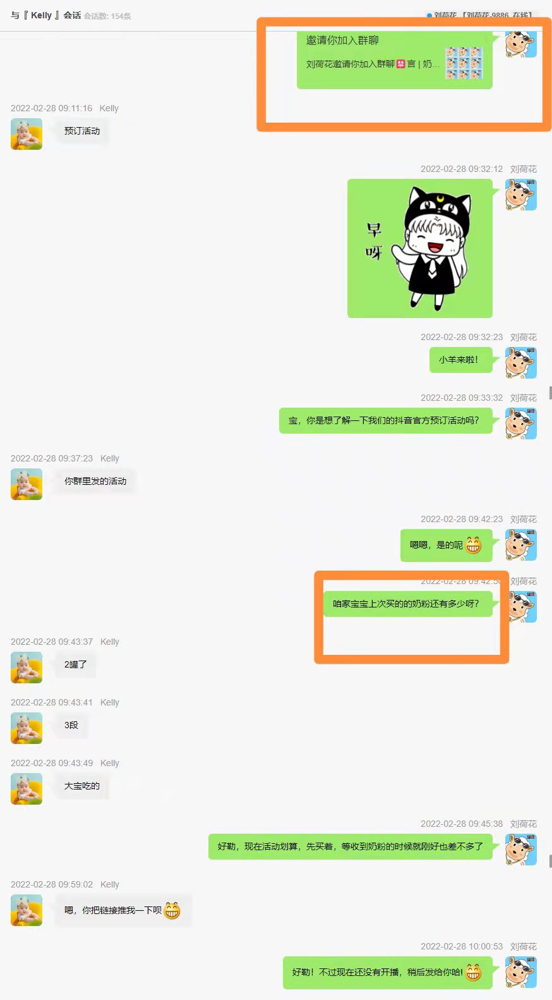 与『 Kelly 』会话 会话数: 154条
刘荷花 【刘荷花-9886 在线】
邀请你加入群聊
刘荷花邀请你加入群聊🈲言 | 奶...
2022-02-28 09:11:16 Kelly
预订活动
2022-02-28 09:32:12 刘荷花
早
呀
2022-02-28 09:32:23 刘荷花
小羊来啦！
2022-02-28 09:33:32 刘荷花
宝，你是想了解一下我们的抖音官方预订活动吗？
2022-02-28 09:37:23 Kelly
你群里发的活动
2022-02-28 09:42:23 刘荷花
嗯嗯，是的呢😁
2022-02-28 09:42:50 刘荷花
咱家宝宝上次买的的奶粉还有多少呀？
2022-02-28 09:43:37 Kelly
2罐了
2022-02-28 09:43:41 Kelly
3段
2022-02-28 09:43:49 Kelly
大宝吃的
2022-02-28 09:45:38 刘荷花
好勒，现在活动划算，先买着，等收到奶粉的时候就刚好也差不多了
2022-02-28 09:59:02 Kelly
嗯，你把链接推我一下呗😁
2022-02-28 10:00:53 刘荷花
好勒！不过现在还没有开播，稍后发给你哈!😁